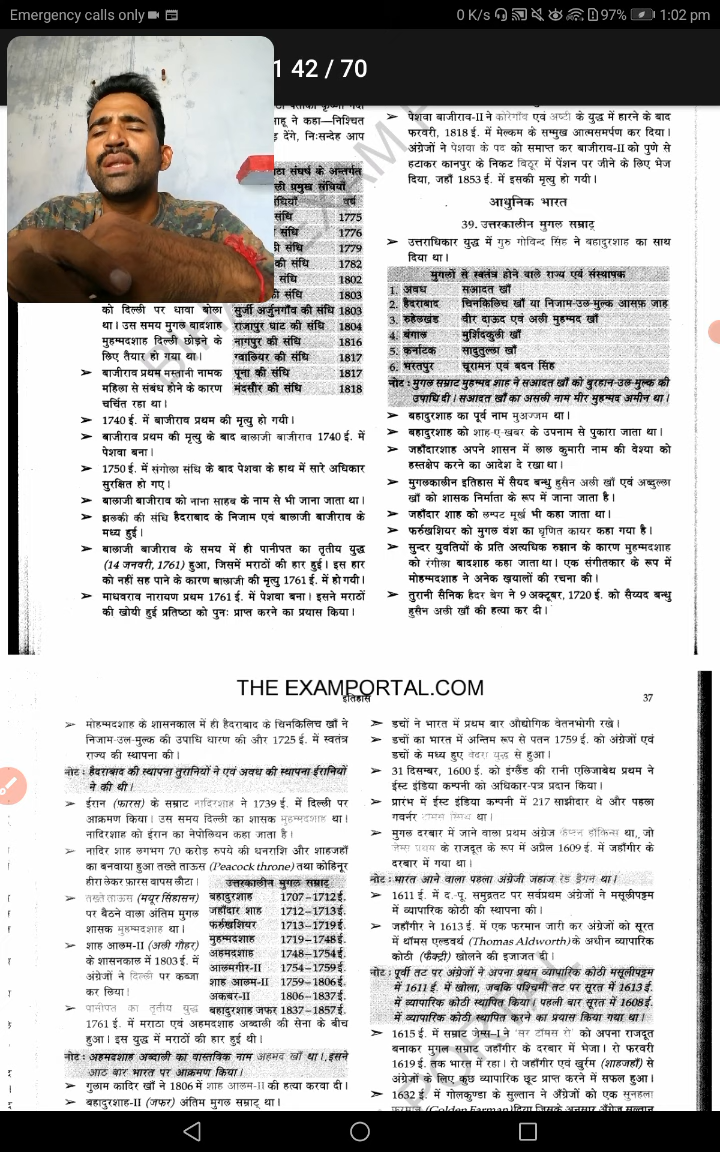 Emergency calls only
0 K/s 97% 1:02 pm
42 / 70
ाहू ने कहा—निश्चित
ड़ देंगे, निःसन्देह आप
ठा संघर्ष के अन्तर्गत
ली प्रमुख संधियाँ
वर्ष
संधि 1775
संधि 1776
की संधि 1779
की संधि 1782
संधि 1802
की संधि 1803
को दिल्ली पर धावा बोला
सुर्जी अर्जुनगाँव की संधि 1803
था। उस समय मुगल बादशाह
राजापुर घाट की संधि 1804
मुहम्मदशाह दिल्ली छोड़ने के
नागपुर की संधि 1816
लिए तैयार हो गया था।
ग्वालियर की संधि 1817
➢ बाजीराव प्रथम मस्तानी नामक
पूना की संधि 1817
महिला से संबंध होने के कारण
मंदसौर की संधि 1818
चर्चित रहा था।
➢ 1740 ई. में बाजीराव प्रथम की मृत्यु हो गयी।
➢ बाजीराव प्रथम की मृत्यु के बाद बालाजी बाजीराव 1740 ई. में
पेशवा बना।
➢ 1750 ई. में संगोला संधि के बाद पेशवा के हाथ में सारे अधिकार
सुरक्षित हो गए।
➢ बालाजी बाजीराव को नाना साहब के नाम से भी जाना जाता था।
➢ झलकी की संधि हैदराबाद के निजाम एवं बालाजी बाजीराव के
मध्य हुई।
➢ बालाजी बाजीराव के समय में ही पानीपत का तृतीय युद्ध
(14 जनवरी, 1761) हुआ, जिसमें मराठों की हार हुई। इस हार
को नहीं सह पाने के कारण बालाजी की मृत्यु 1761 ई. में हो गयी।
➢ माधवराव नारायण प्रथम 1761 ई. में पेशवा बना। इसने मराठों
की खोयी हुई प्रतिष्ठा को पुनः प्राप्त करने का प्रयास किया।
➢ पेशवा बाजीराव-II ने कोरेगाँव एवं अष्टी के युद्ध में हारने के बाद
फरवरी, 1818 ई. में मेल्कम के सम्मुख आत्मसमर्पण कर दिया।
अंग्रेजों ने पेशवा के पद को समाप्त कर बाजीराव-II को पुणे से
हटाकर कानपुर के निकट बिठूर में पेंशन पर जीने के लिए भेज
दिया, जहाँ 1853 ई. में इसकी मृत्यु हो गयी।
आधुनिक भारत
39. उत्तरकालीन मुगल सम्राट्
➢ उत्तराधिकार युद्ध में गुरु गोविन्द सिंह ने बहादुरशाह का साथ
दिया था।
मुगलों से स्वतंत्र होने वाले राज्य एवं संस्थापक
1. अवध सआदत खाँ
2. हैदराबाद चिनकिलिच खाँ या निजाम-उल-मुल्क आसफ़ जाह
3. रुहेलखंड वीर दाऊद एवं अली मुहम्मद खाँ
4. बंगाल मुर्शिदकुली खाँ
5. कर्नाटक सादुतुल्ला खाँ
6. भरतपुर चूरामन एवं बदन सिंह
नोट : मुगल सम्राट मुहम्मद शाह ने सआदत खाँ को बुरहान-उल-मुल्क की
उपाधि दी। सआदत खाँ का असली नाम मीर मुहम्मद अमीन था।
➢ बहादुरशाह का पूर्व नाम मुअज्जम था।
➢ बहादुरशाह को शाह-ए-खबर के उपनाम से पुकारा जाता था।
➢ जहाँदारशाह अपने शासन में लाल कुमारी नाम की वेश्या को
हस्तक्षेप करने का आदेश दे रखा था।
➢ मुगलकालीन इतिहास में सैयद बन्धु हुसैन अली खाँ एवं अब्दुल्ला
खाँ को शासक निर्माता के रूप में जाना जाता है।
➢ जहाँदार शाह को लम्पट मूर्ख भी कहा जाता था।
➢ फर्रुखशियर को मुगल वंश का घृणित कायर कहा गया है।
➢ सुन्दर युवतियों के प्रति अत्यधिक रुझान के कारण मुहम्मदशाह
को रंगीला बादशाह कहा जाता था। एक संगीतकार के रूप में
मोहम्मदशाह ने अनेक ख़यालों की रचना की।
➢ तुरानी सैनिक हैदर बेग ने 9 अक्टूबर, 1720 ई. को सैय्यद बन्धु
हुसैन अली खाँ की हत्या कर दी।
THE EXAMPORTAL.COM
इतिहास
37
➢ मोहम्मदशाह के शासनकाल में ही हैदराबाद के चिनकिलिच खाँ ने
निजाम-उल-मुल्क की उपाधि धारण की और 1725 ई. में स्वतंत्र
राज्य की स्थापना की।
नोट : हैदराबाद की स्थापना तुरानियों ने एवं अवध की स्थापना ईरानियों
ने की थी।
➢ ईरान (फारस) के सम्राट नादिरशाह ने 1739 ई. में दिल्ली पर
आक्रमण किया। उस समय दिल्ली का शासक मुहम्मदशाह था।
नादिरशाह को ईरान का नेपोलियन कहा जाता है।
➢ नादिर शाह लगभग 70 करोड़ रुपये की धनराशि और शाहजहाँ
का बनवाया हुआ तख्ते ताऊस (Peacock throne) तथा कोहिनूर
हीरा लेकर फ़ारस वापस लौटा।
उत्तरकालीन मुगल सम्राट्
➢ तख्ते ताऊस (मयूर सिंहासन)
बहादुरशाह 1707–1712 ई.
पर बैठने वाला अंतिम मुगल
जहाँदार शाह 1712–1713 ई.
शासक मुहम्मदशाह था।
फर्रुखशियर 1713–1719 ई.
मुहम्मदशाह 1719–1748 ई.
➢ शाह आलम-II (अली गौहर)
अहमदशाह 1748–1754 ई.
के शासनकाल में 1803 ई. में
आलमगीर-II 1754–1759 ई.
अंग्रेजों ने दिल्ली पर कब्जा
शाह आलम-II 1759–1806 ई.
कर लिया।
अकबर-II 1806–1837 ई.
➢ पानीपत का तृतीय युद्ध
बहादुरशाह जफर 1837–1857 ई.
1761 ई. में मराठा एवं अहमदशाह अब्दाली की सेना के बीच
हुआ। इस युद्ध में मराठों की हार हुई थी।
नोट : अहमदशाह अब्दाली का वास्तविक नाम अहमद खाँ था। इसने
आठ बार भारत पर आक्रमण किया।
➢ गुलाम कादिर खाँ ने 1806 में शाह आलम-II की हत्या करवा दी।
➢ बहादुरशाह-II (जफर) अंतिम मुगल सम्राट् था।
➢ डचों ने भारत में प्रथम बार औद्योगिक वेतनभोगी रखे।
➢ डचों का भारत में अन्तिम रूप से पतन 1759 ई. को अंग्रेजों एवं
डचों के मध्य हुए वेदरा युद्ध से हुआ।
➢ 31 दिसम्बर, 1600 ई. को इंग्लैंड की रानी एलिजाबेथ प्रथम ने
ईस्ट इंडिया कम्पनी को अधिकार-पत्र प्रदान किया।
➢ प्रारंभ में ईस्ट इंडिया कम्पनी में 217 साझीदार थे और पहला
गवर्नर टॉमस स्मिथ था।
➢ मुगल दरबार में जाने वाला प्रथम अंग्रेज कैप्टन हॉकिन्स था, जो
जेम्स प्रथम के राजदूत के रूप में अप्रैल 1609 ई. में जहाँगीर के
दरबार में गया था।
नोट : भारत आने वाला पहला अंग्रेजी जहाज रेड ड्रैगन था।
➢ 1611 ई. में द.-पू. समुद्रतट पर सर्वप्रथम अंग्रेजों ने मसूलीपट्टम
में व्यापारिक कोठी की स्थापना की।
➢ जहाँगीर ने 1613 ई. में एक फरमान जारी कर अंग्रेजों को सूरत
में थॉमस एल्डवर्थ (Thomas Aldworth) के अधीन व्यापारिक
कोठी (फैक्ट्री) खोलने की इजाजत दी।
नोट : पूर्वी तट पर अंग्रेजों ने अपना प्रथम व्यापारिक कोठी मसूलीपट्टम
में 1611 ई. में खोला, जबकि पश्चिमी तट पर सूरत में 1613 ई.
में व्यापारिक कोठी स्थापित किया। पहली बार सूरत में 1608 ई.
में व्यापारिक कोठी स्थापित करने का प्रयास किया गया था।
➢ 1615 ई. में सम्राट जेम्स-I ने 'सर टॉमस रो' को अपना राजदूत
बनाकर मुगल सम्राट जहाँगीर के दरबार में भेजा। रो फरवरी
1619 ई. तक भारत में रहा। रो जहाँगीर एवं खुर्रम (शाहजहाँ) से
अंग्रेजों के लिए कुछ व्यापारिक छूट प्राप्त करने में सफल हुआ।
➢ 1632 ई. में गोलकुण्डा के सुल्तान ने अँग्रेजों को एक सुनहला
फरमान (Golden Farman) दिया जिसके अनुसार अँग्रेज सुल्तान